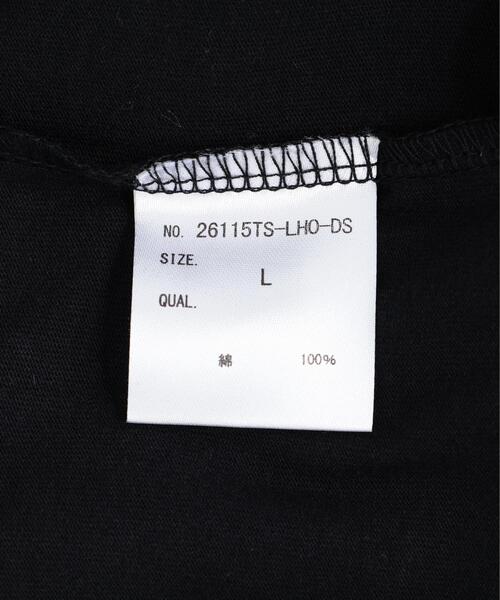 NO. 26115TS-LHO-DS
SIZE.
L
QUAL.
綿 100%